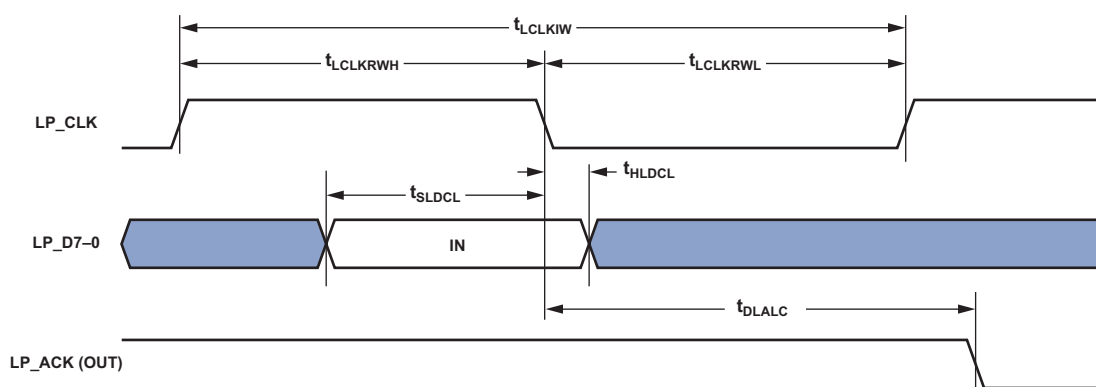 tLCLKIW
tLCLKRWH
tLCLKRWL
LP_CLK
tHLDCL
tSLDCL
LP_D7–0
IN
tDLALC
LP_ACK (OUT)